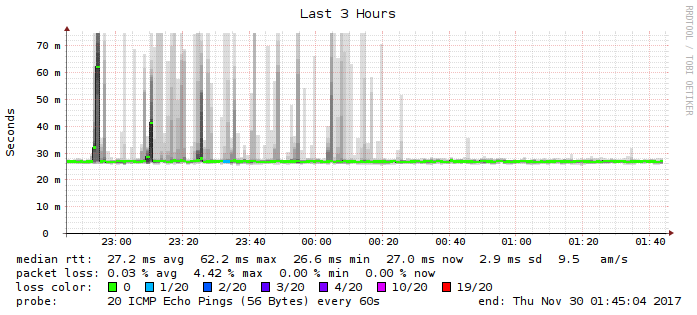 Last 3 Hours
RRDTOOL / TOBI OETIKER
Seconds
70 m
60 m
50 m
40 m
30 m
20 m
10 m
0
23:00 23:20 23:40 00:00 00:20 00:40 01:00 01:20 01:40
median rtt: 27.2 ms avg 62.2 ms max 26.6 ms min 27.0 ms now 2.9 ms sd 9.5 am/s
packet loss: 0.03 % avg 4.42 % max 0.00 % min 0.00 % now
loss color: 0 1/20 2/20 3/20 4/20 10/20 19/20
probe: 20 ICMP Echo Pings (56 Bytes) every 60s end: Thu Nov 30 01:45:04 2017